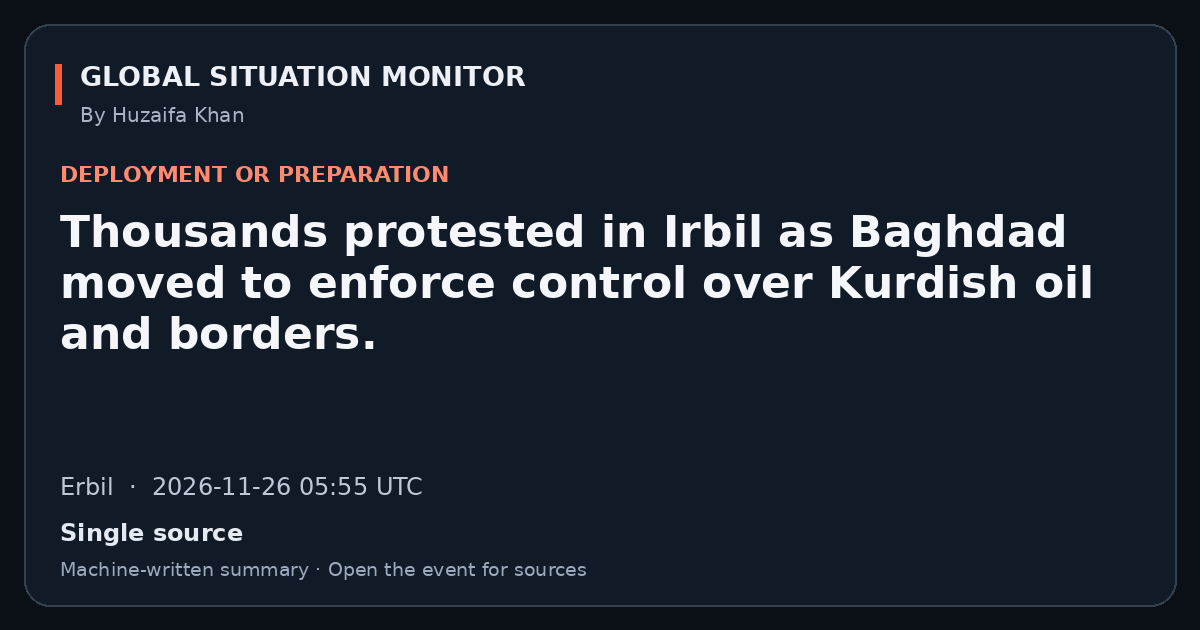 GLOBAL SITUATION MONITOR
By Huzaifa Khan
DEPLOYMENT OR PREPARATION
Thousands protested in Irbil as Baghdad
moved to enforce control over Kurdish oil
and borders.
Erbil · 2026-11-26 05:55 UTC
Single source
Machine-written summary · Open the event for sources